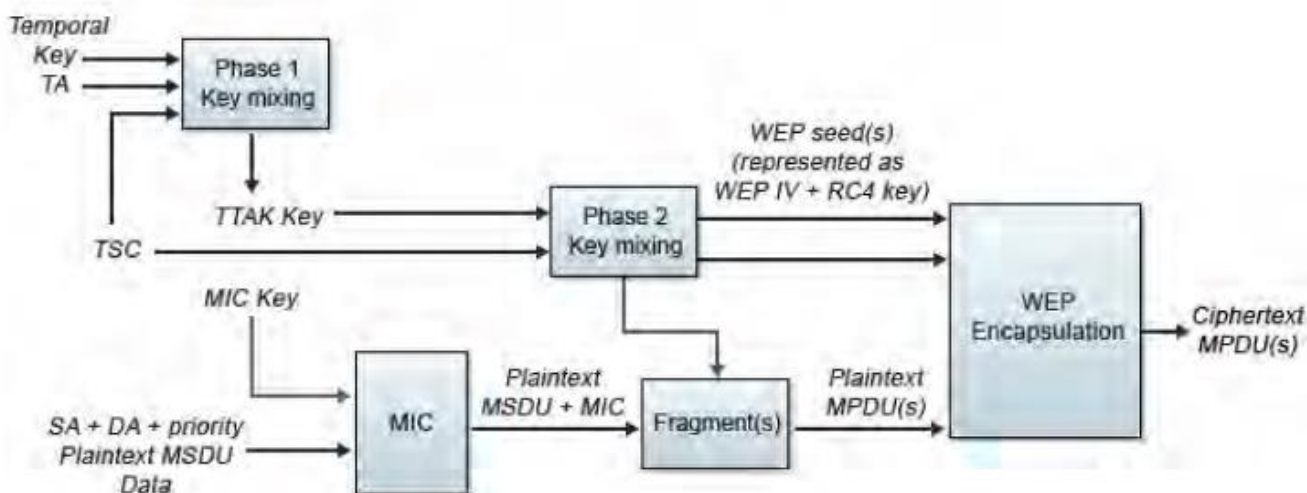 Temporal
Key
TA
Phase 1
Key mixing
WEP seed(s)
(represented as
WEP IV + RC4 key)
TTAK Key
Phase 2
Key mixing
TSC
MIC Key
WEP
Encapsulation
Ciphertext
MPDU(s)
Plaintext
MSDU + MIC
Plaintext
MPDU(s)
MIC
Fragment(s)
SA + DA + priority
Plaintext MSDU
Data